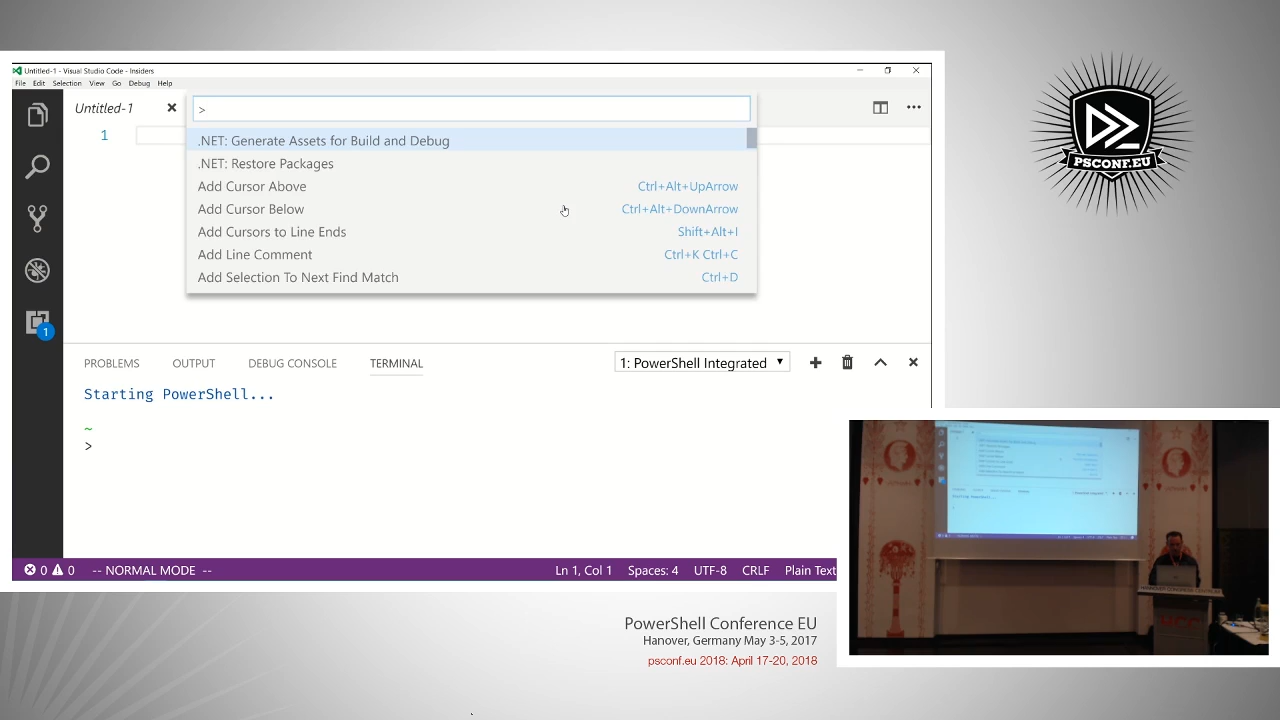 Untitled-1 - Visual Studio Code - Insiders
File Edit Selection View Go Debug Help
Untitled-1
>
1
.NET: Generate Assets for Build and Debug
.NET: Restore Packages
Add Cursor Above Ctrl+Alt+UpArrow
Add Cursor Below Ctrl+Alt+DownArrow
Add Cursors to Line Ends Shift+Alt+I
Add Line Comment Ctrl+K Ctrl+C
Add Selection To Next Find Match Ctrl+D
1
PROBLEMS OUTPUT DEBUG CONSOLE TERMINAL 1: PowerShell Integrated
Starting PowerShell...
~
>
0 0 -- NORMAL MODE -- Ln 1, Col 1 Spaces: 4 UTF-8 CRLF Plain Text
PSCONF.EU
HANNOVER CONGRESS CENTRUM
PowerShell Conference EU
Hanover, Germany May 3-5, 2017
psconf.eu 2018: April 17-20, 2018